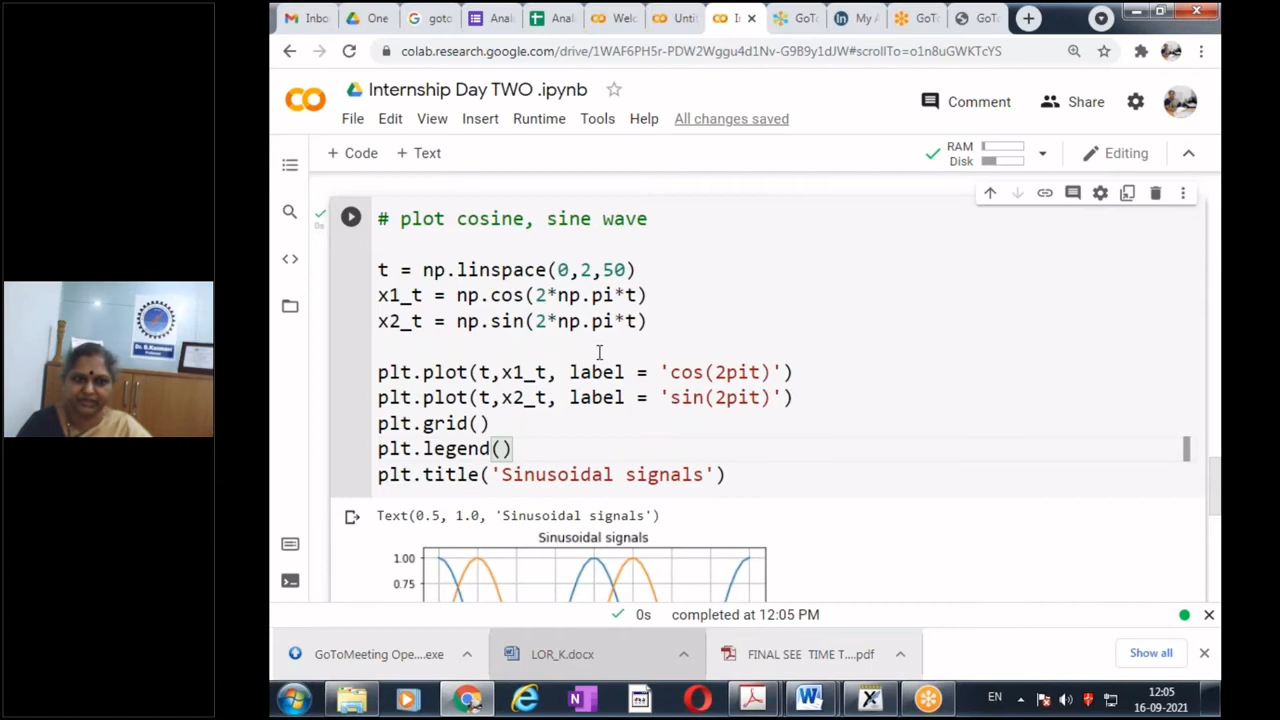 Inbo
One
goto
Anal
Anal
Welc
Unti
I
GoTo
My A
GoT
GoTo
colab.research.google.com/drive/1WAF6PH5r-PDW2Wggu4d1Nv-G9B9y1dJW#scrollTo=o1n8uGWKTcYS
Internship Day TWO .ipynb
Comment
Share
File Edit View Insert Runtime Tools Help All changes saved
+ Code + Text
RAM
Disk
Editing
# plot cosine, sine wave
0s
t = np.linspace(0,2,50)
x1_t = np.cos(2*np.pi*t)
x2_t = np.sin(2*np.pi*t)
plt.plot(t,x1_t, label = 'cos(2pit)')
plt.plot(t,x2_t, label = 'sin(2pit)')
plt.grid()
plt.legend()
plt.title('Sinusoidal signals')
Text(0.5, 1.0, 'Sinusoidal signals')
Sinusoidal signals
1.00
0.75
0s completed at 12:05 PM
GoToMeeting Ope....exe
LOR_K.docx
FINAL SEE TIME T....pdf
Show all
EN
12:05
16-09-2021